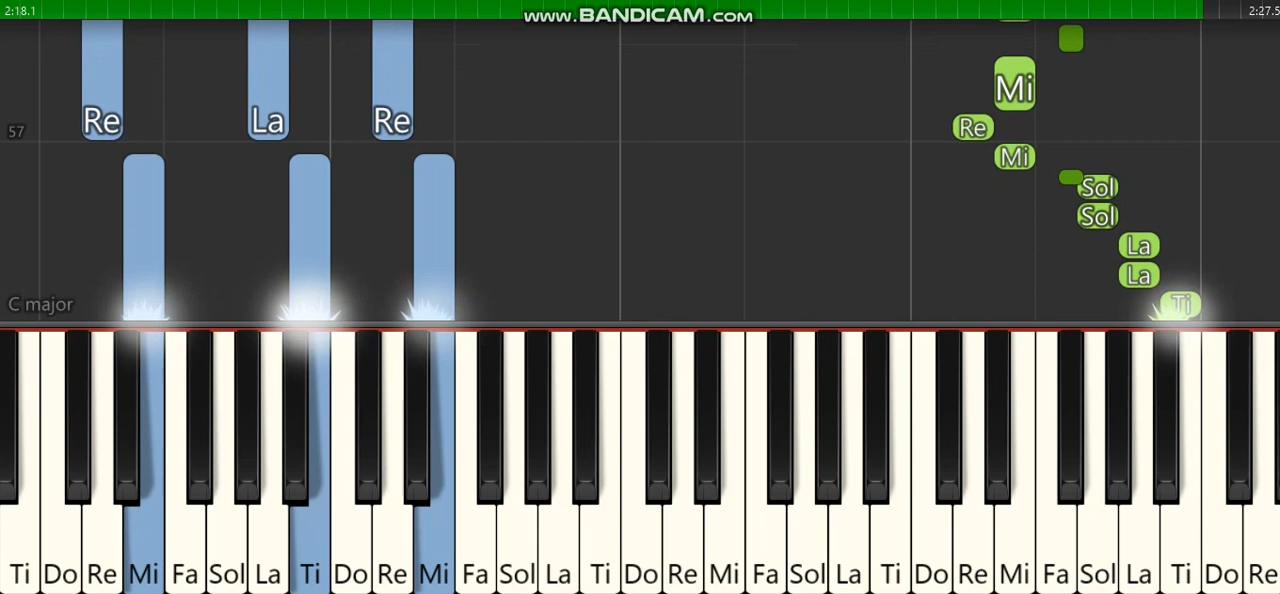 2:18.1 www.BANDICAM.com 2:27.5
Mi
Re La Re Re
57
Mi
Sol
Sol
La
La
C major Ti
Ti Do Re Mi Fa Sol La Ti Do Re Mi Fa Sol La Ti Do Re Mi Fa Sol La Ti Do Re Mi Fa Sol La Ti Do Re